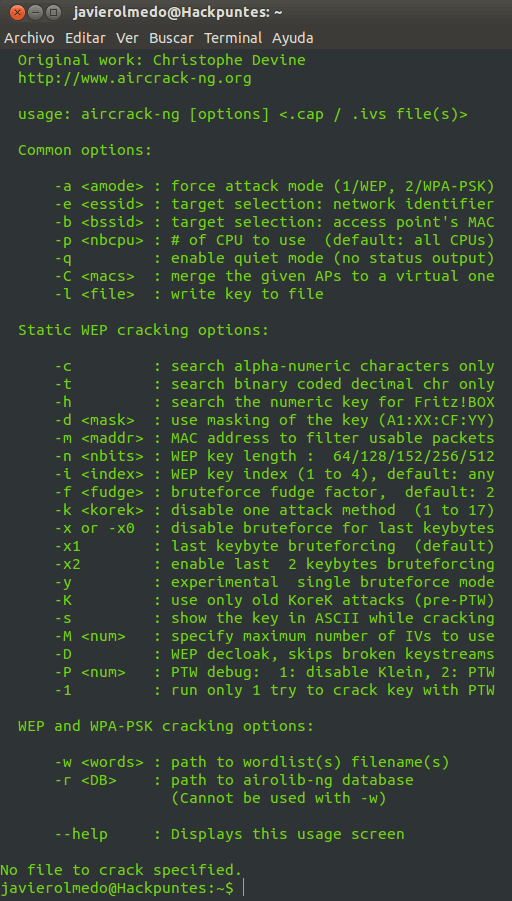 javierolmedo@Hackpuntes: ~
Archivo Editar Ver Buscar Terminal Ayuda
Original work: Christophe Devine
http://www.aircrack-ng.org
usage: aircrack-ng [options] <.cap / .ivs file(s)>
Common options:
-a <amode> : force attack mode (1/WEP, 2/WPA-PSK)
-e <essid> : target selection: network identifier
-b <bssid> : target selection: access point's MAC
-p <nbcpu> : # of CPU to use  (default: all CPUs)
-q         : enable quiet mode (no status output)
-C <macs>  : merge the given APs to a virtual one
-l <file>  : write key to file
Static WEP cracking options:
-c         : search alpha-numeric characters only
-t         : search binary coded decimal chr only
-h         : search the numeric key for Fritz!BOX
-d <mask>  : use masking of the key (A1:XX:CF:YY)
-m <maddr> : MAC address to filter usable packets
-n <nbits> : WEP key length :  64/128/152/256/512
-i <index> : WEP key index (1 to 4), default: any
-f <fudge> : bruteforce fudge factor,  default: 2
-k <korek> : disable one attack method  (1 to 17)
-x or -x0  : disable bruteforce for last keybytes
-x1        : last keybyte bruteforcing  (default)
-x2        : enable last  2 keybytes bruteforcing
-y         : experimental  single bruteforce mode
-K         : use only old KoreK attacks (pre-PTW)
-s         : show the key in ASCII while cracking
-M <num>   : specify maximum number of IVs to use
-D         : WEP decloak, skips broken keystreams
-P <num>   : PTW debug:  1: disable Klein, 2: PTW
-1         : run only 1 try to crack key with PTW
WEP and WPA-PSK cracking options:
-w <words> : path to wordlist(s) filename(s)
-r <DB>    : path to airolib-ng database
(Cannot be used with -w)
--help     : Displays this usage screen
No file to crack specified.
javierolmedo@Hackpuntes:~$